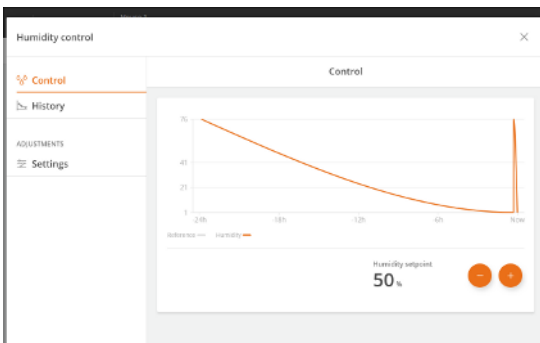 Humidity control
Control
History
ADJUSTMENTS
Settings
Control
76
41
21
1
-24h
-18h
-12h
-6h
Now
Reference
Humidity
Humidity setpoint
50 %